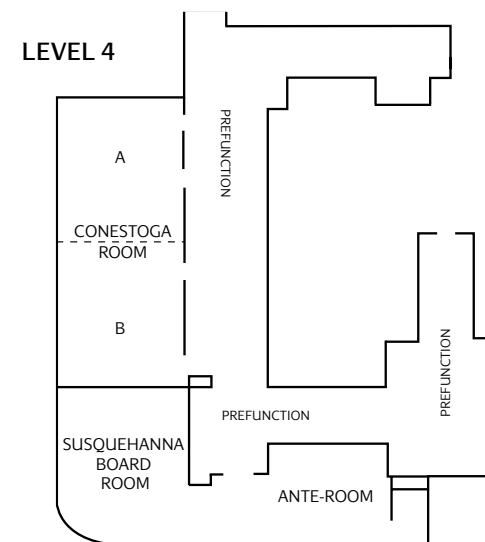 LEVEL 4
PREFUNCTION
A
CONESTOGA
ROOM
B
PREFUNCTION
PREFUNCTION
SUSQUEHANNA
BOARD
ROOM
ANTE-ROOM